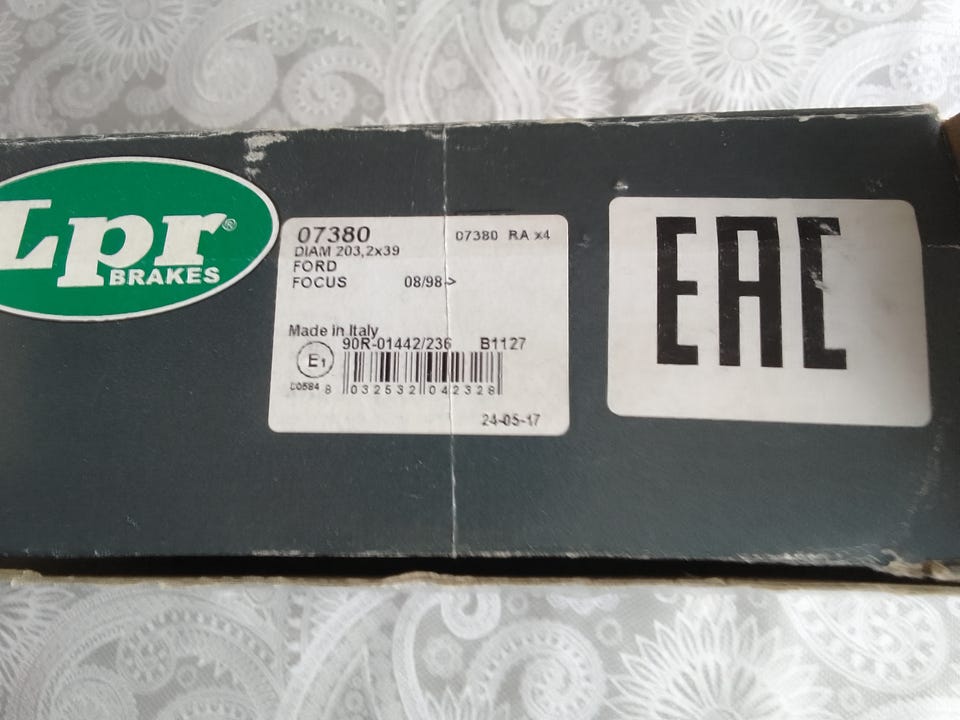 Lpr®
BRAKES
07380 07380 RA x4
DIAM 203,2x39
FORD
FOCUS 08/98->
Made in Italy
90R-01442/236 B1127
E1
C0584 8 032532 042328
24-05-17
EAC